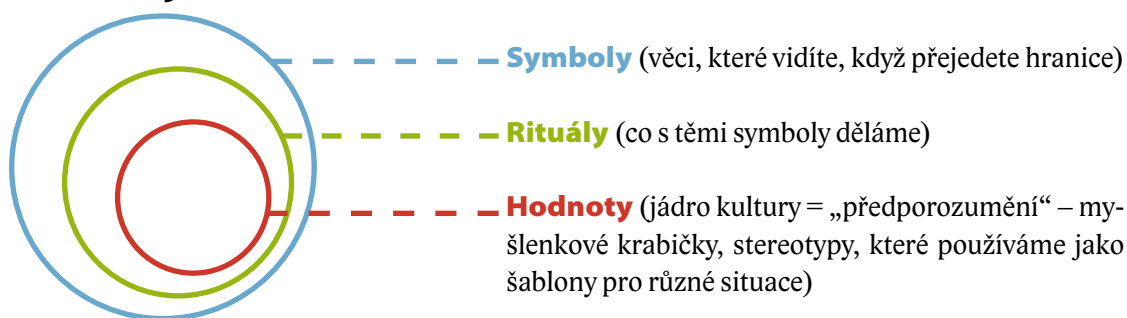 Symboly (věci, které vidíte, když přejedete hranice)
Rituály (co s těmi symboly děláme)
Hodnoty (jádro kultury = „předporozumění“ – my-
šlenkové krabičky, stereotypy, které používáme jako
šablony pro různé situace)